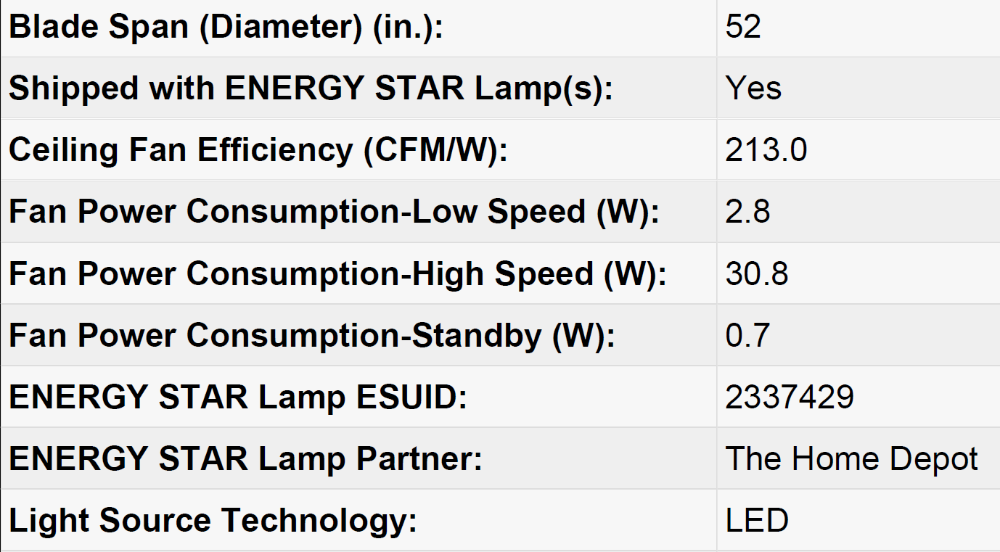 Blade Span (Diameter) (in.): 52
Shipped with ENERGY STAR Lamp(s): Yes
Ceiling Fan Efficiency (CFM/W): 213.0
Fan Power Consumption-Low Speed (W): 2.8
Fan Power Consumption-High Speed (W): 30.8
Fan Power Consumption-Standby (W): 0.7
ENERGY STAR Lamp ESUID: 2337429
ENERGY STAR Lamp Partner: The Home Depot
Light Source Technology: LED